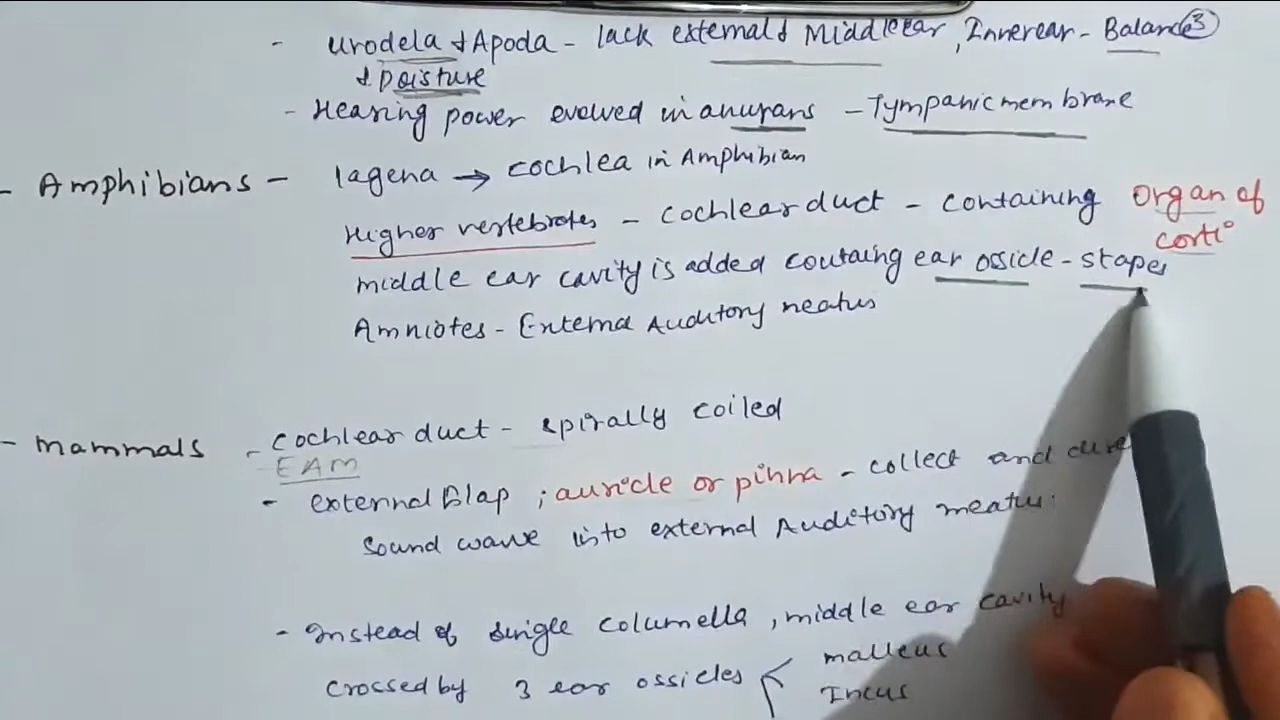 - Urodela & Apoda - lack external & Middle ear, Inner ear - Balance ③
& Poisture
- Hearing power evolved in anurans - Tympanic membrane
- Amphibians - lagena → cochlea in Amphibian
Higher vertebrotes - cochlear duct - containing organ of corti
middle ear cavity is added containg ear ossicle - stapes
Amniotes - External Auditory meatus
- mammals - cochlear duct - spirally coiled
EAM
- external flap ; auricle or pinna - collect and
sound wave into external Auditory meatus
- Instead of single columella, middle ear cavity
crossed by 3 ear ossicles < malleus
Incus